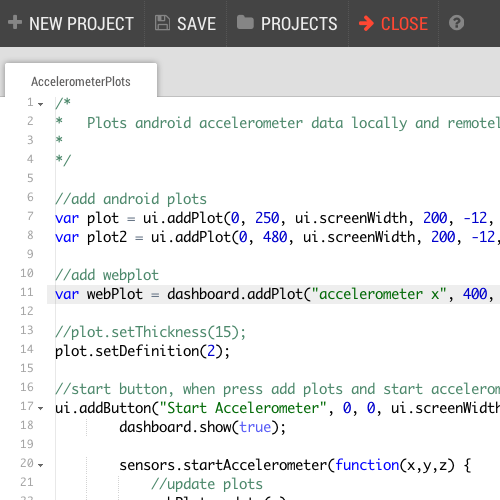 NEW PROJECT SAVE PROJECTS CLOSE ?
AccelerometerPlots
1 /*
2 * Plots android accelerometer data locally and
3 *
4 */
5
6 //add android plots
7 var plot = ui.addPlot(0, 250, ui.screenWidth, 200, -12,
8 var plot2 = ui.addPlot(0, 480, ui.screenWidth, 200, -12,
9
10 //add webplot
11 var webPlot = dashboard.addPlot("accelerometer x", 400,
12
13 //plot.setThickness(15);
14 plot.setDefinition(2);
15
16 //start button, when press add plots and start
17 ui.addButton("Start Accelerometer", 0, 0, ui.screenWidth
18 dashboard.show(true);
19
20 sensors.startAccelerometer(function(x,y,z) {
21 //update plots